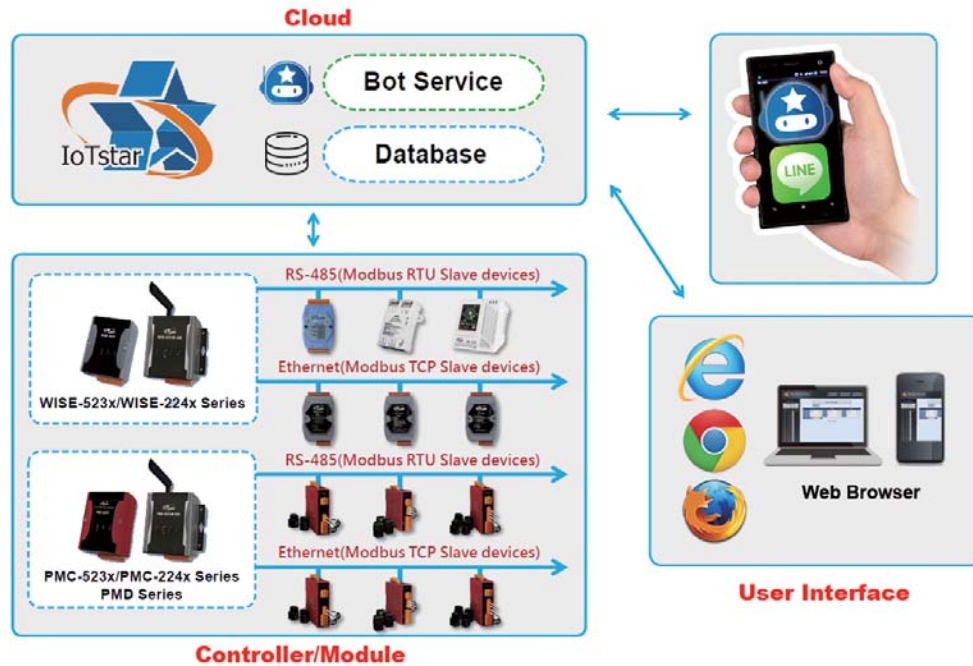 Cloud
IoTstar
Bot Service
Database
LINE
RS-485(Modbus RTU Slave devices)
Ethernet(Modbus TCP Slave devices)
WISE-523x/WISE-224x Series
RS-485(Modbus RTU Slave devices)
Ethernet(Modbus TCP Slave devices)
PMC-523x/PMC-224x Series
PMD Series
Controller/Module
Web Browser
User Interface